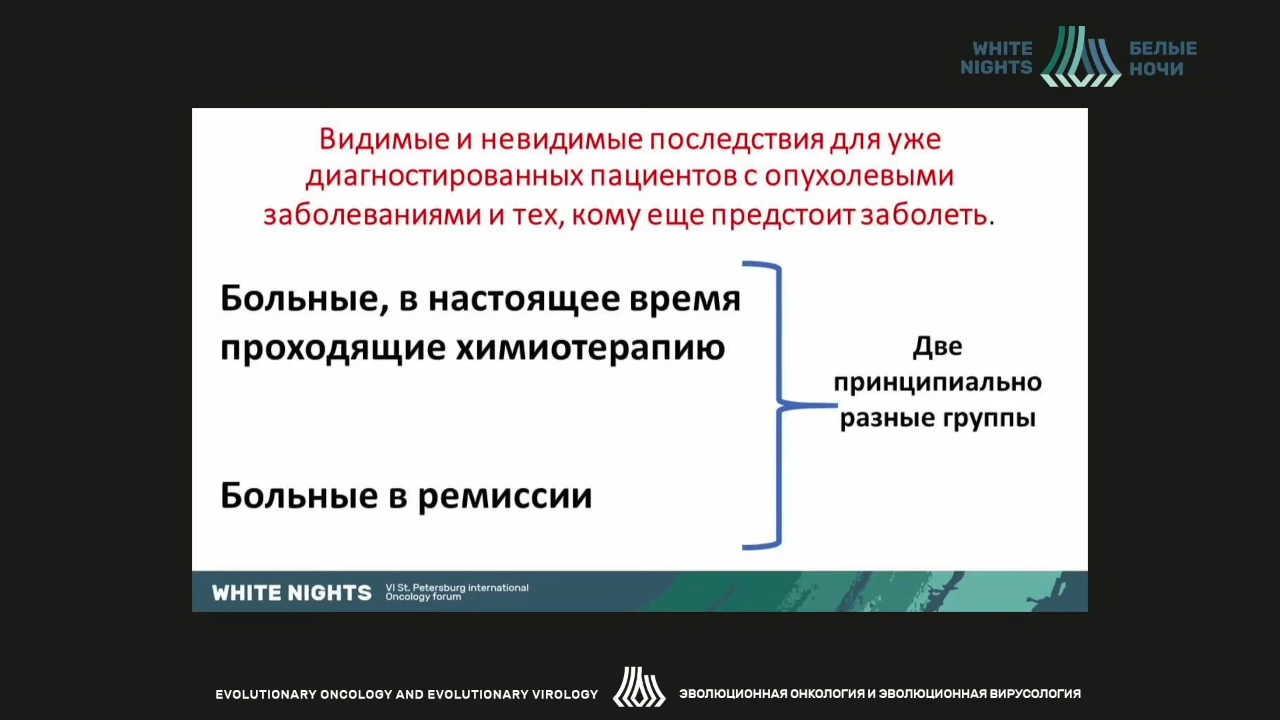 WHITE
NIGHTS
БЕЛЫЕ
НОЧИ
Видимые и невидимые последствия для уже
диагностированных пациентов с опухолевыми
заболеваниями и тех, кому еще предстоит заболеть.
Больные, в настоящее время
проходящие химиотерапию
Две
принципиально
разные группы
Больные в ремиссии
WHITE NIGHTS
VI St. Petersburg international
Oncology forum
EVOLUTIONARY ONCOLOGY AND EVOLUTIONARY VIROLOGY
ЭВОЛЮЦИОННАЯ ОНКОЛОГИЯ И ЭВОЛЮЦИОННАЯ ВИРУСОЛОГИЯ